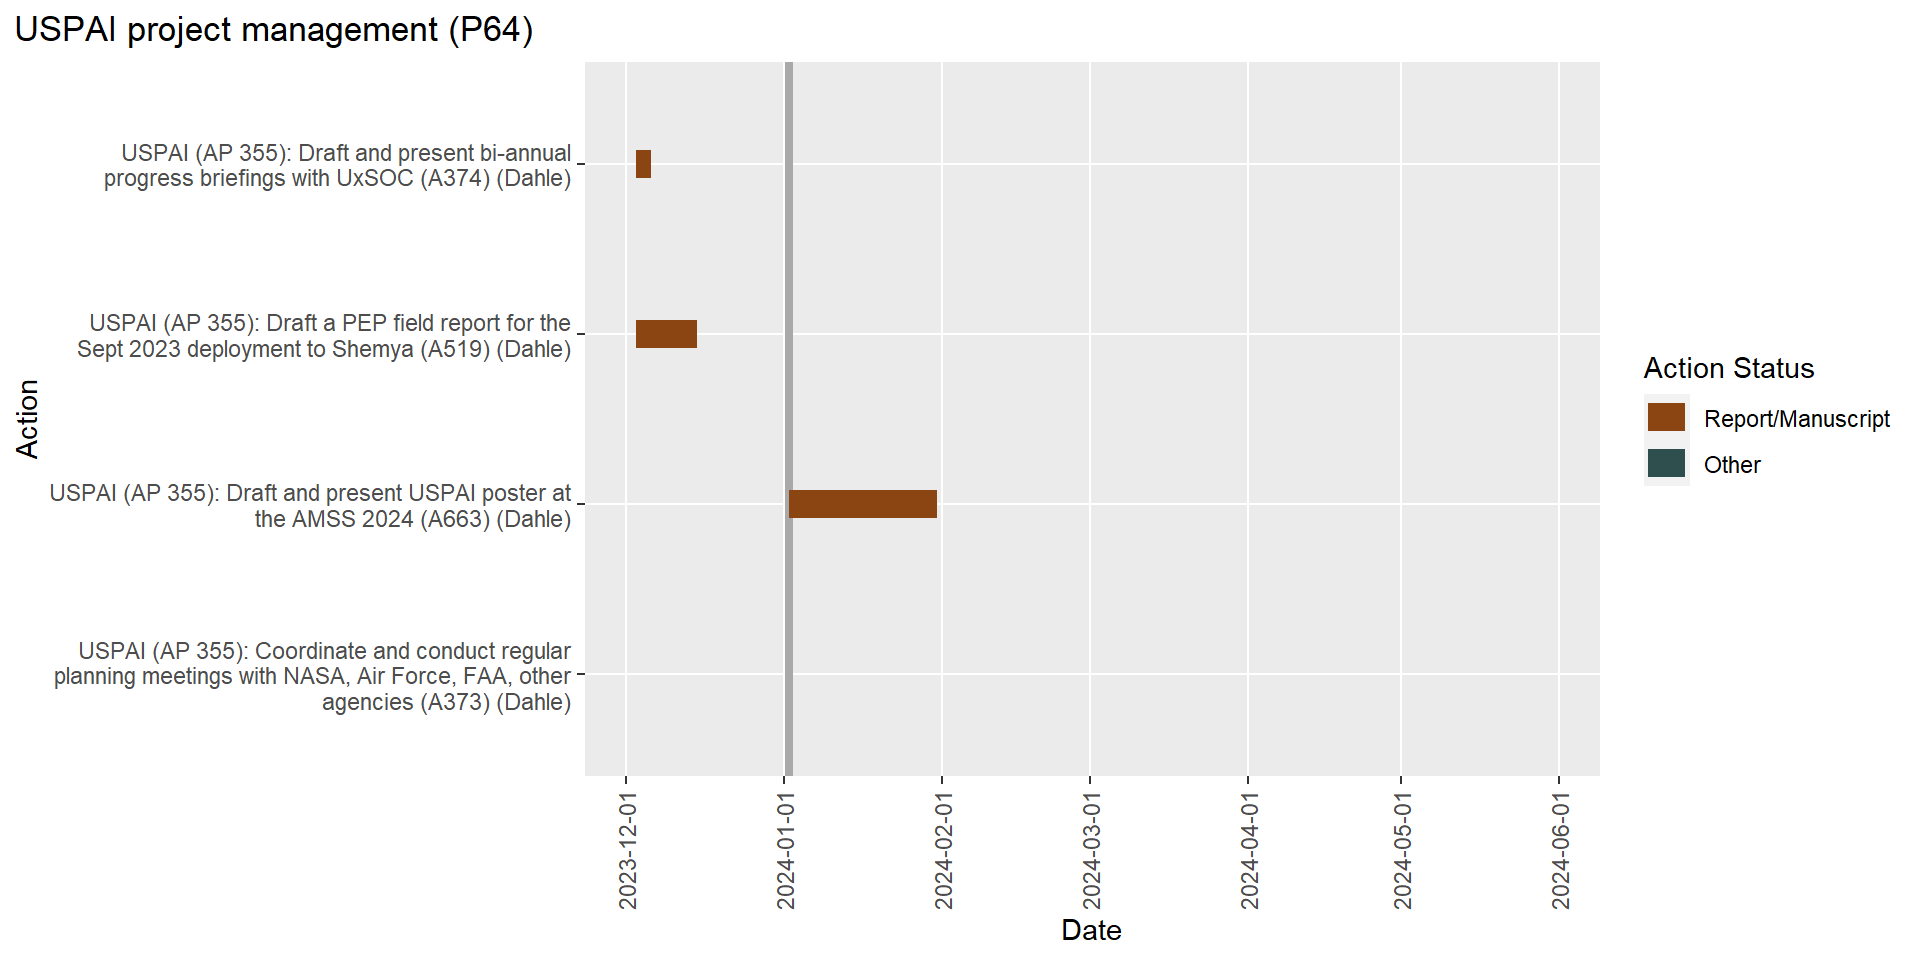 USPAI project management (P64)
USPAI (AP 355): Draft and present bi-annual
progress briefings with UxSOC (A374) (Dahle)
USPAI (AP 355): Draft a PEP field report for the
Sept 2023 deployment to Shemya (A519) (Dahle)
USPAI (AP 355): Draft and present USPAI poster at
the AMSS 2024 (A663) (Dahle)
USPAI (AP 355): Coordinate and conduct regular
planning meetings with NASA, Air Force, FAA, other
agencies (A373) (Dahle)
Action
2023-12-01
2024-01-01
2024-02-01
2024-03-01
2024-04-01
2024-05-01
2024-06-01
Date
Action Status
Report/Manuscript
Other